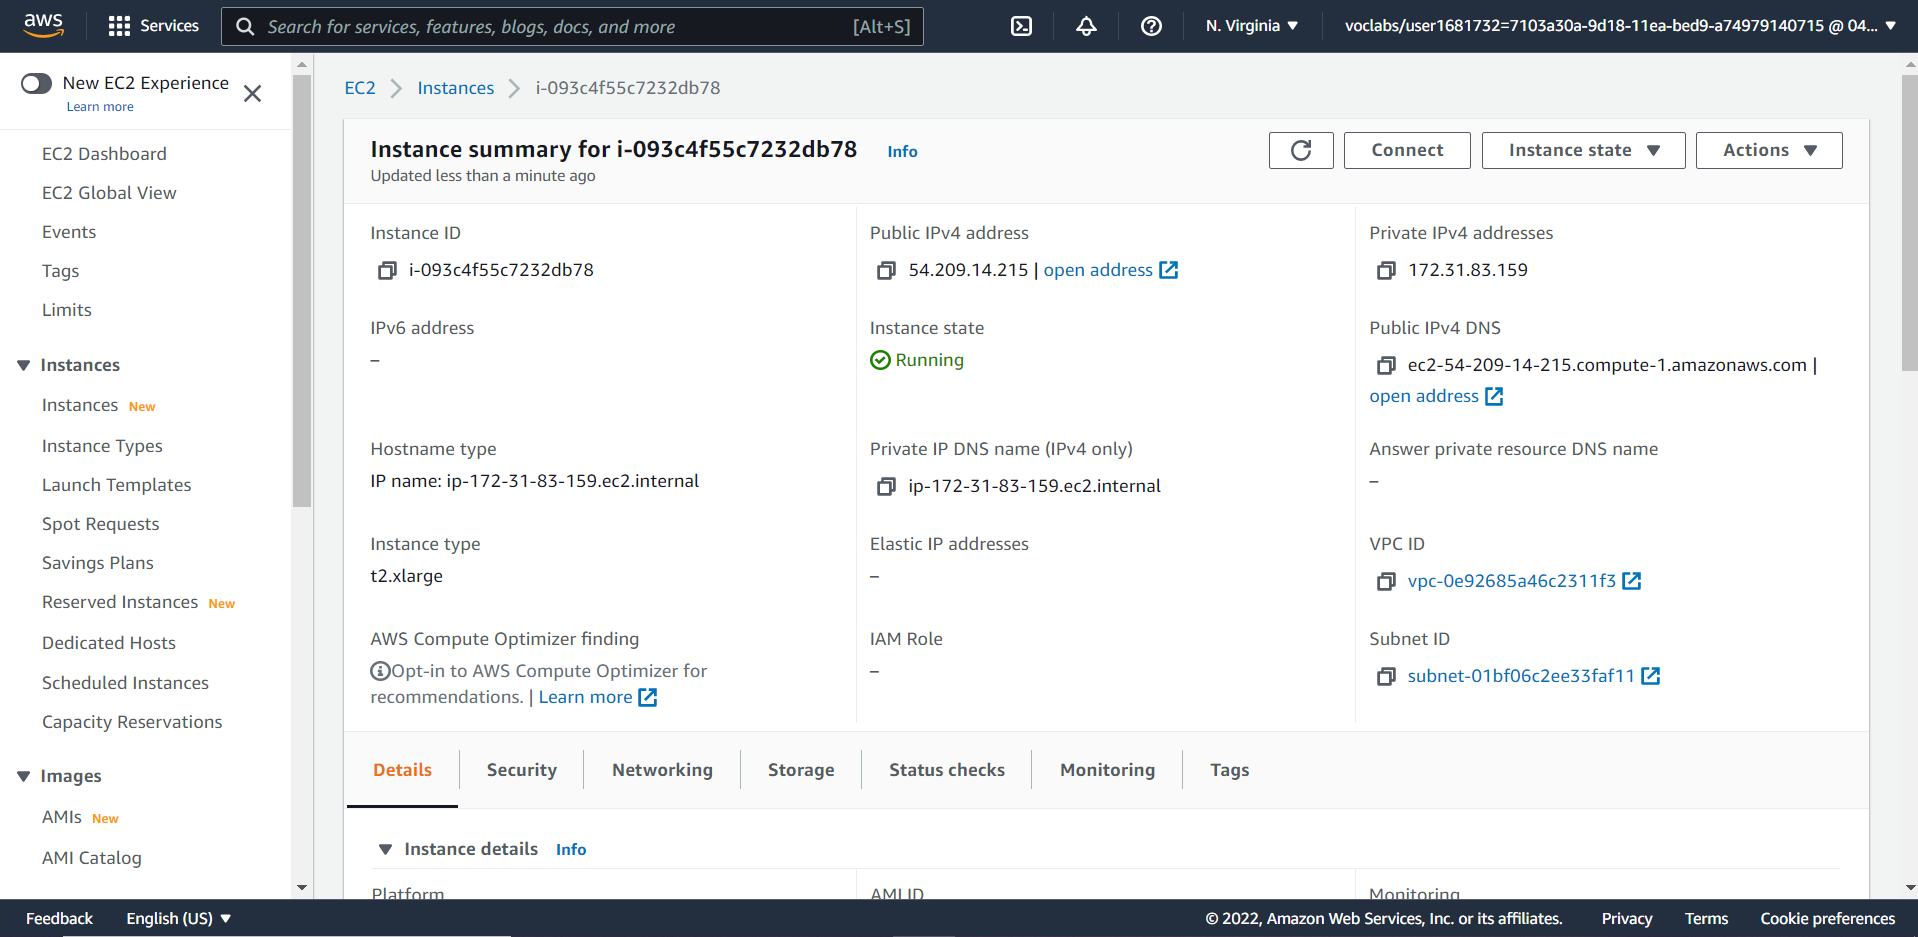 aws
Services
Search for services, features, blogs, docs, and more
[Alt+S]
N. Virginia
voclabs/user1681732=7103a30a-9d18-11ea-bed9-a74979140715 @ 04...
New EC2 Experience
Learn more
EC2 Dashboard
EC2 Global View
Events
Tags
Limits
Instances
Instances New
Instance Types
Launch Templates
Spot Requests
Savings Plans
Reserved Instances New
Dedicated Hosts
Scheduled Instances
Capacity Reservations
Images
AMIs New
AMI Catalog
EC2
Instances
i-093c4f55c7232db78
Instance summary for i-093c4f55c7232db78
Info
Updated less than a minute ago
Connect
Instance state
Actions
Instance ID
i-093c4f55c7232db78
Public IPv4 address
54.209.14.215 | open address
Private IPv4 addresses
172.31.83.159
IPv6 address
–
Instance state
Running
Public IPv4 DNS
ec2-54-209-14-215.compute-1.amazonaws.com |
open address
Hostname type
IP name: ip-172-31-83-159.ec2.internal
Private IP DNS name (IPv4 only)
ip-172-31-83-159.ec2.internal
Answer private resource DNS name
–
Instance type
t2.xlarge
Elastic IP addresses
–
VPC ID
vpc-0e92685a46c2311f3
AWS Compute Optimizer finding
Opt-in to AWS Compute Optimizer for
recommendations. | Learn more
IAM Role
–
Subnet ID
subnet-01bf06c2ee33faf11
Details
Security
Networking
Storage
Status checks
Monitoring
Tags
Instance details
Info
Platform
AMI ID
Monitoring
Feedback
English (US)
© 2022, Amazon Web Services, Inc. or its affiliates.
Privacy
Terms
Cookie preferences